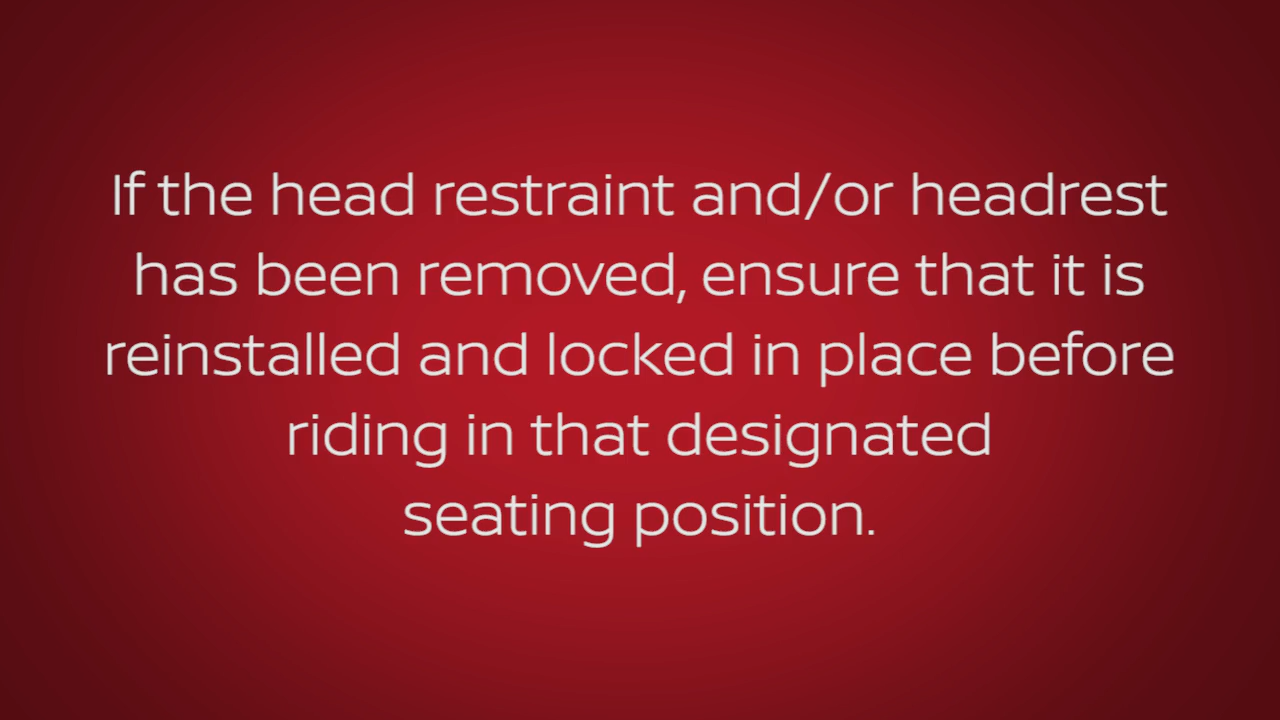 If the head restraint and/or headrest
has been removed, ensure that it is
reinstalled and locked in place before
riding in that designated
seating position.